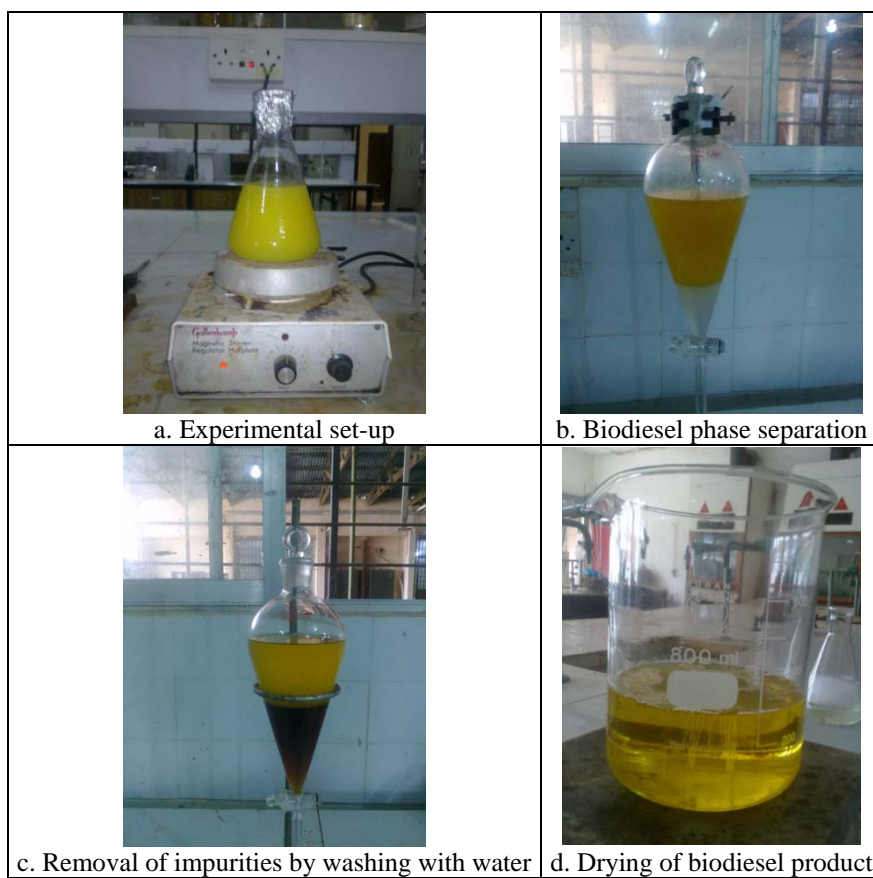 Gallenkamp
Magnetic Stirrer
Regulator Hotplate
a. Experimental set-up
b. Biodiesel phase separation
c. Removal of impurities by washing with water
800 ml
d. Drying of biodiesel product